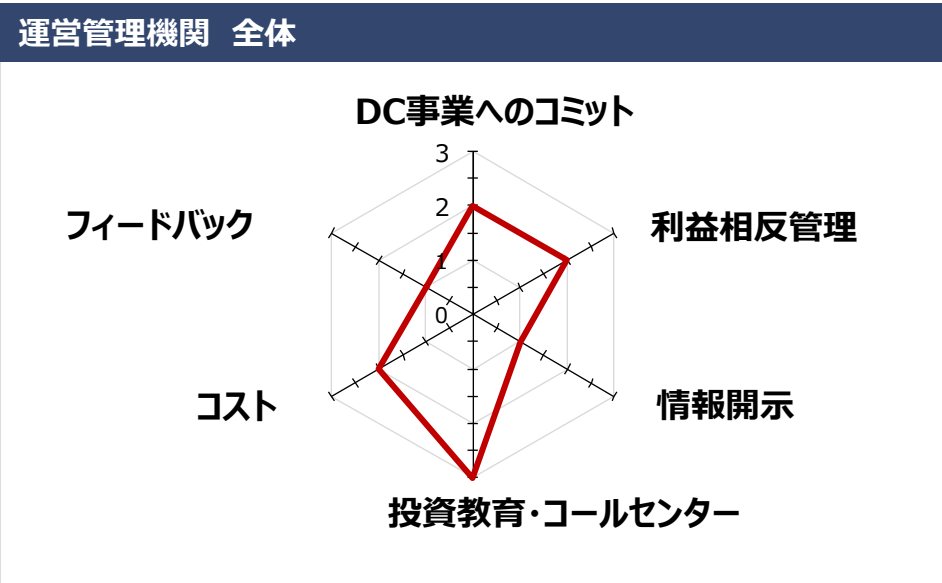 運営管理機関 全体
DC事業へのコミット
3
フィードバック
2
利益相反管理
1
0
コスト
情報開示
投資教育・コールセンター